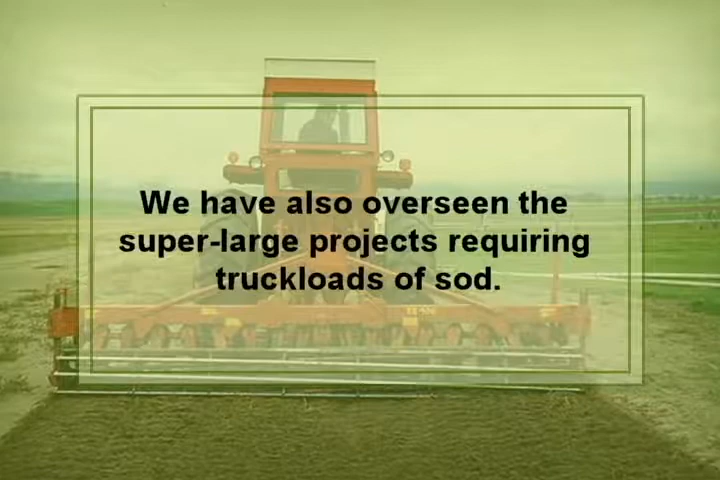 We have also overseen the
super-large projects requiring
truckloads of sod.